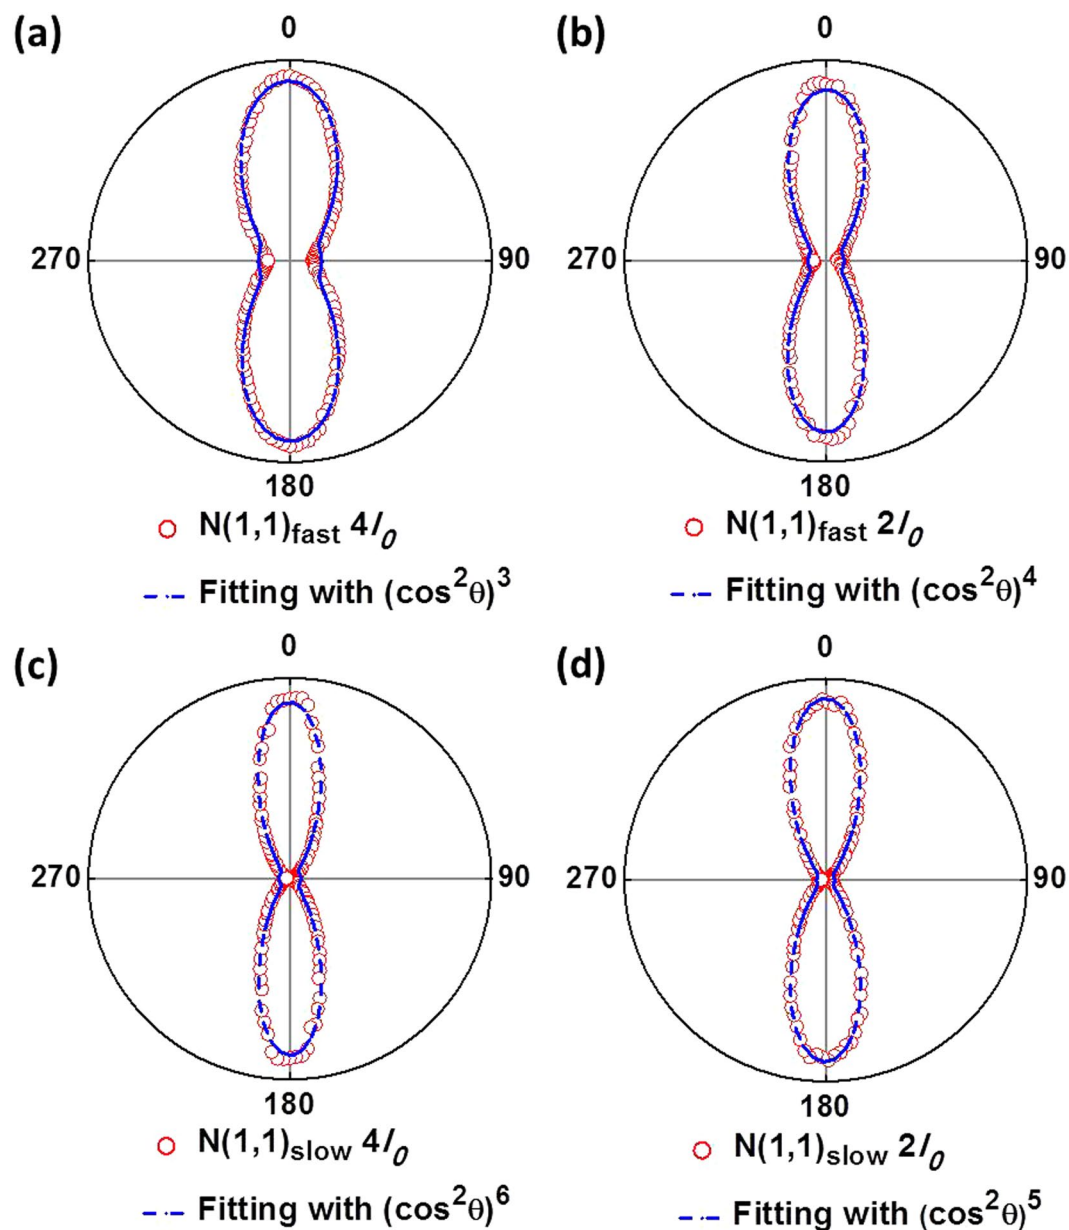 (a)
0
(b)
0
270
90
270
90
180
180
N(1,1)fast 4I0
N(1,1)fast 2I0
Fitting with (cos²θ)³
Fitting with (cos²θ)⁴
(c)
0
(d)
0
270
90
270
90
180
180
N(1,1)slow 4I0
N(1,1)slow 2I0
Fitting with (cos²θ)⁶
Fitting with (cos²θ)⁵